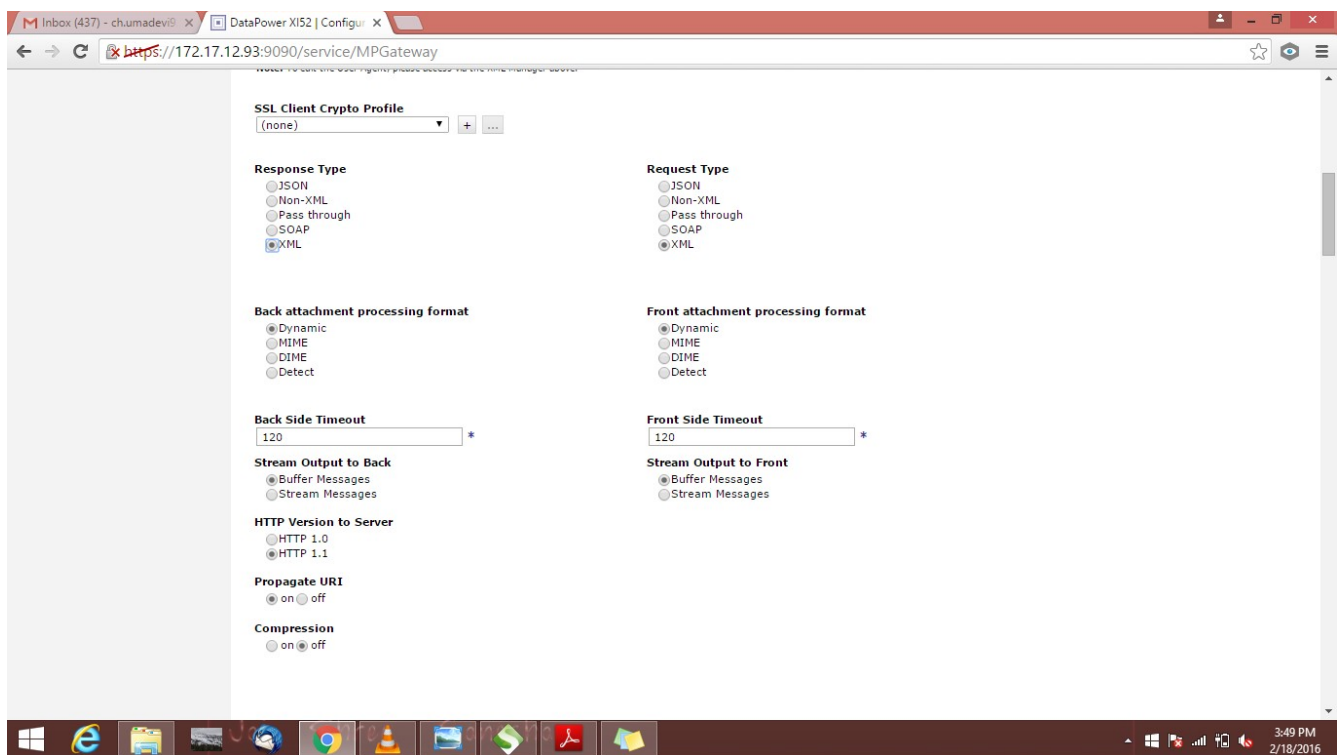 Inbox (437) - ch.umadevi9
DataPower XI52 | Configur
https://172.17.12.93:9090/service/MPGateway
SSL Client Crypto Profile
(none)
+ ...
Response Type
JSON
Non-XML
Pass through
SOAP
XML
Request Type
JSON
Non-XML
Pass through
SOAP
XML
Back attachment processing format
Dynamic
MIME
DIME
Detect
Front attachment processing format
Dynamic
MIME
DIME
Detect
Back Side Timeout
120 *
Front Side Timeout
120 *
Stream Output to Back
Buffer Messages
Stream Messages
Stream Output to Front
Buffer Messages
Stream Messages
HTTP Version to Server
HTTP 1.0
HTTP 1.1
Propagate URI
on off
Compression
on off
3:49 PM
2/18/2016